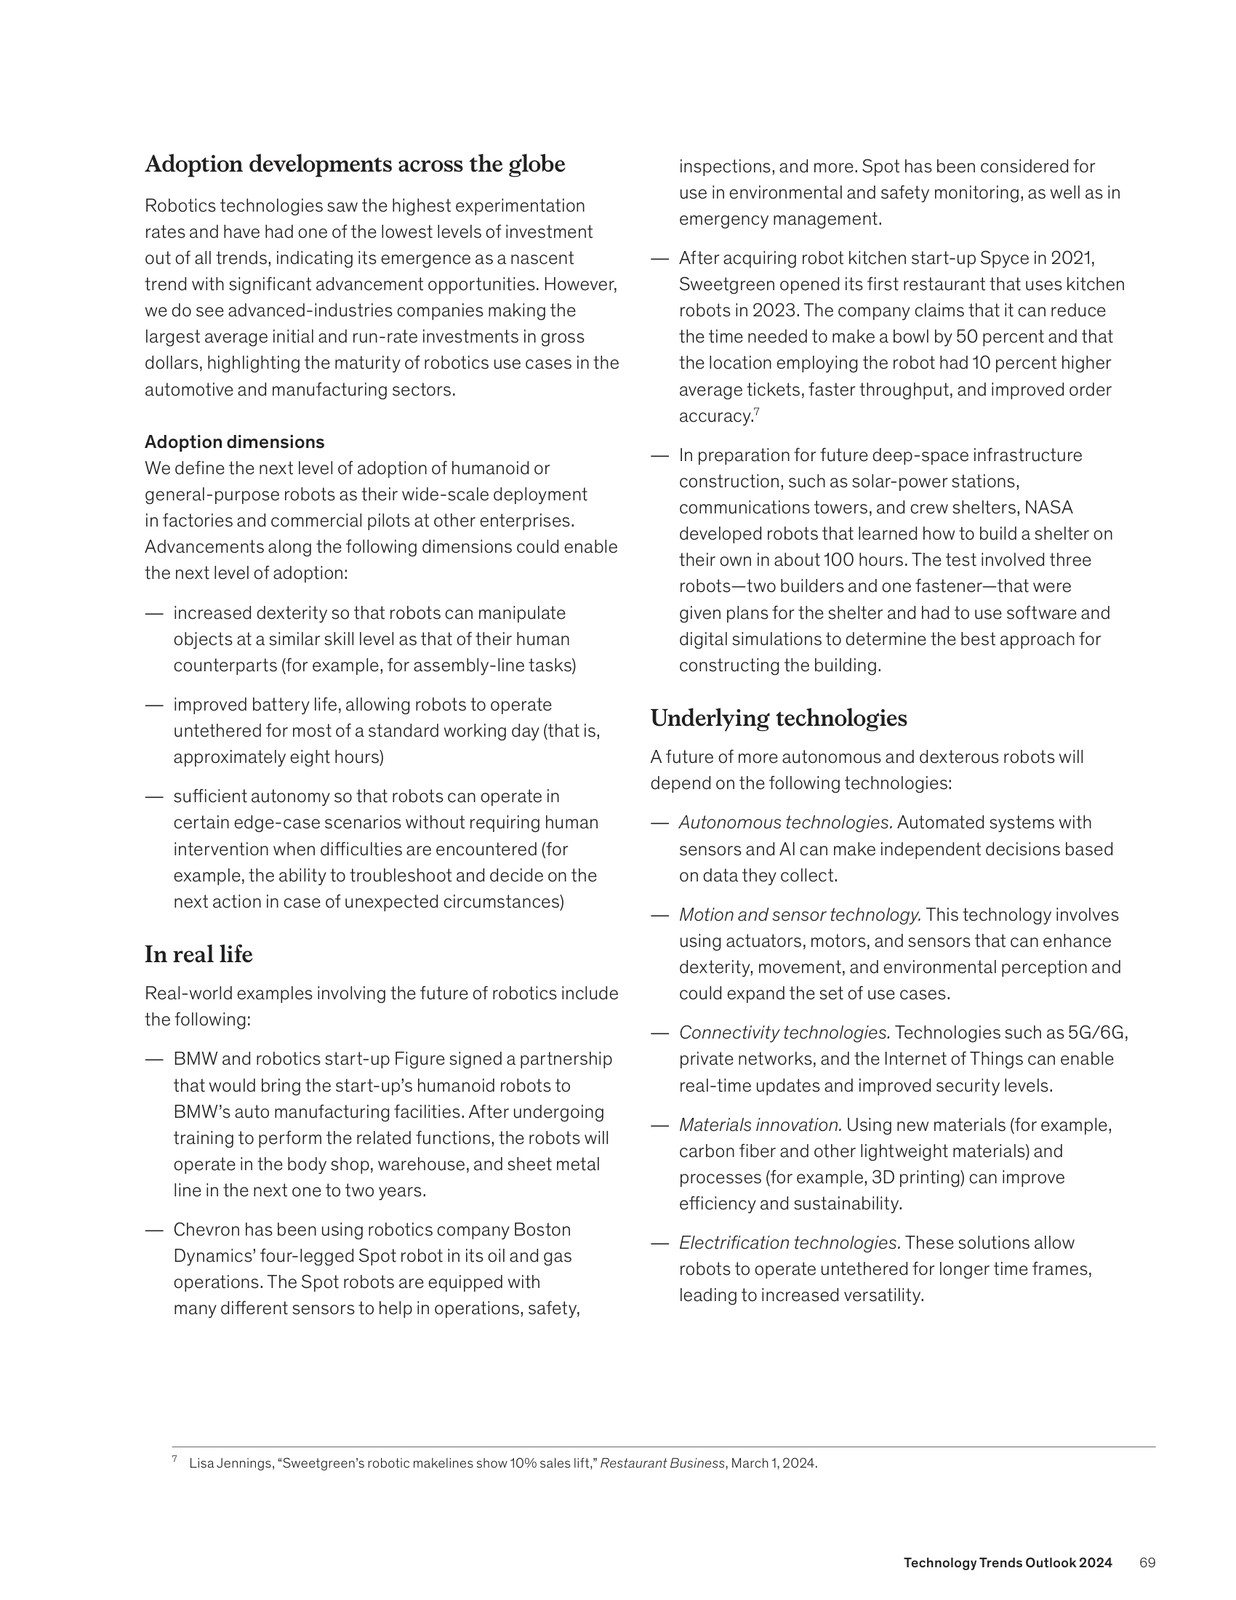 Adoption developments across the globe
Robotics technologies saw the highest experimentation
rates and have had one of the lowest levels of investment
out of all trends, indicating its emergence as a nascent
trend with significant advancement opportunities. However,
we do see advanced-industries companies making the
largest average initial and run-rate investments in gross
dollars, highlighting the maturity of robotics use cases in the
automotive and manufacturing sectors.
Adoption dimensions
We define the next level of adoption of humanoid or
general-purpose robots as their wide-scale deployment
in factories and commercial pilots at other enterprises.
Advancements along the following dimensions could enable
the next level of adoption:
— increased dexterity so that robots can manipulate
objects at a similar skill level as that of their human
counterparts (for example, for assembly-line tasks)
— improved battery life, allowing robots to operate
untethered for most of a standard working day (that is,
approximately eight hours)
— sufficient autonomy so that robots can operate in
certain edge-case scenarios without requiring human
intervention when difficulties are encountered (for
example, the ability to troubleshoot and decide on the
next action in case of unexpected circumstances)
In real life
Real-world examples involving the future of robotics include
the following:
— BMW and robotics start-up Figure signed a partnership
that would bring the start-up’s humanoid robots to
BMW’s auto manufacturing facilities. After undergoing
training to perform the related functions, the robots will
operate in the body shop, warehouse, and sheet metal
line in the next one to two years.
— Chevron has been using robotics company Boston
Dynamics’ four-legged Spot robot in its oil and gas
operations. The Spot robots are equipped with
many different sensors to help in operations, safety,
inspections, and more. Spot has been considered for
use in environmental and safety monitoring, as well as in
emergency management.
— After acquiring robot kitchen start-up Spyce in 2021,
Sweetgreen opened its first restaurant that uses kitchen
robots in 2023. The company claims that it can reduce
the time needed to make a bowl by 50 percent and that
the location employing the robot had 10 percent higher
average tickets, faster throughput, and improved order
accuracy.7
— In preparation for future deep-space infrastructure
construction, such as solar-power stations,
communications towers, and crew shelters, NASA
developed robots that learned how to build a shelter on
their own in about 100 hours. The test involved three
robots—two builders and one fastener—that were
given plans for the shelter and had to use software and
digital simulations to determine the best approach for
constructing the building.
Underlying technologies
A future of more autonomous and dexterous robots will
depend on the following technologies:
— Autonomous technologies. Automated systems with
sensors and AI can make independent decisions based
on data they collect.
— Motion and sensor technology. This technology involves
using actuators, motors, and sensors that can enhance
dexterity, movement, and environmental perception and
could expand the set of use cases.
— Connectivity technologies. Technologies such as 5G/6G,
private networks, and the Internet of Things can enable
real-time updates and improved security levels.
— Materials innovation. Using new materials (for example,
carbon fiber and other lightweight materials) and
processes (for example, 3D printing) can improve
efficiency and sustainability.
— Electrification technologies. These solutions allow
robots to operate untethered for longer time frames,
leading to increased versatility.
7 Lisa Jennings, “Sweetgreen’s robotic makelines show 10% sales lift,” Restaurant Business, March 1, 2024.
Technology Trends Outlook 2024 69